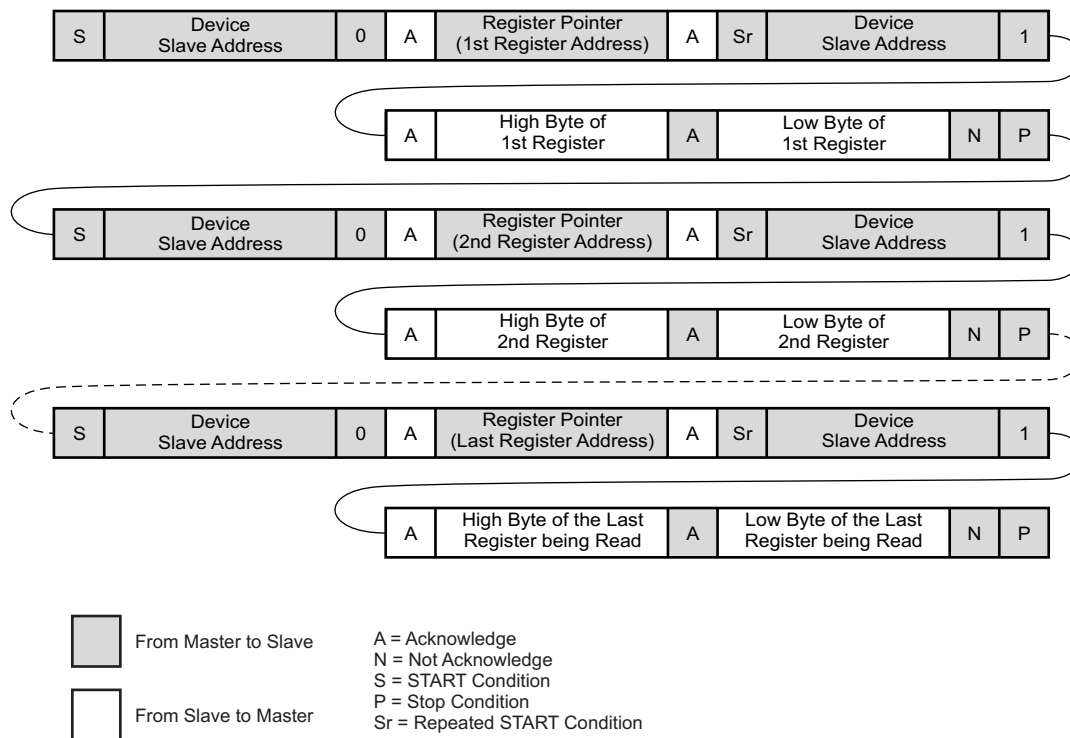 S Device Slave Address 0 A Register Pointer (1st Register Address) A Sr Device Slave Address 1
A High Byte of 1st Register A Low Byte of 1st Register N P
S Device Slave Address 0 A Register Pointer (2nd Register Address) A Sr Device Slave Address 1
A High Byte of 2nd Register A Low Byte of 2nd Register N P
S Device Slave Address 0 A Register Pointer (Last Register Address) A Sr Device Slave Address 1
A High Byte of the Last Register being Read A Low Byte of the Last Register being Read N P
From Master to Slave
From Slave to Master
A = Acknowledge
N = Not Acknowledge
S = START Condition
P = Stop Condition
Sr = Repeated START Condition